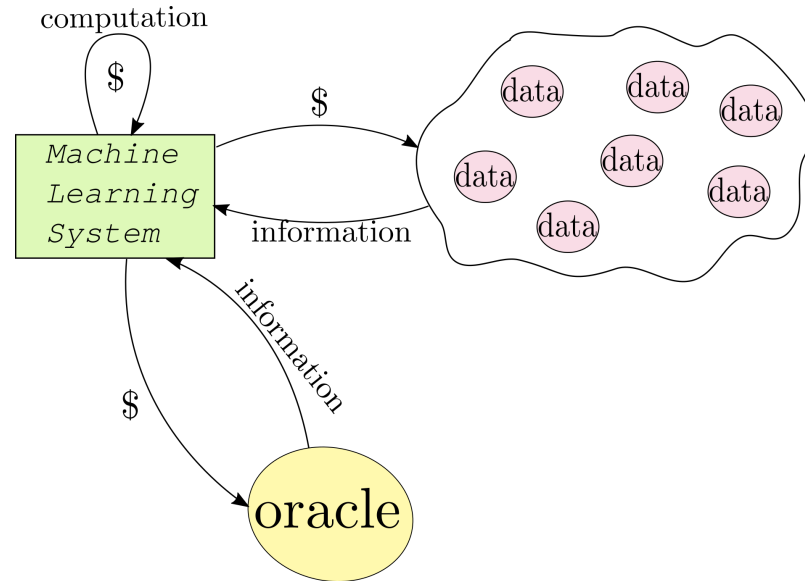 computation
$
$
Machine
Learning
System
information
data
data
data
data
data
data
data
information
$
oracle